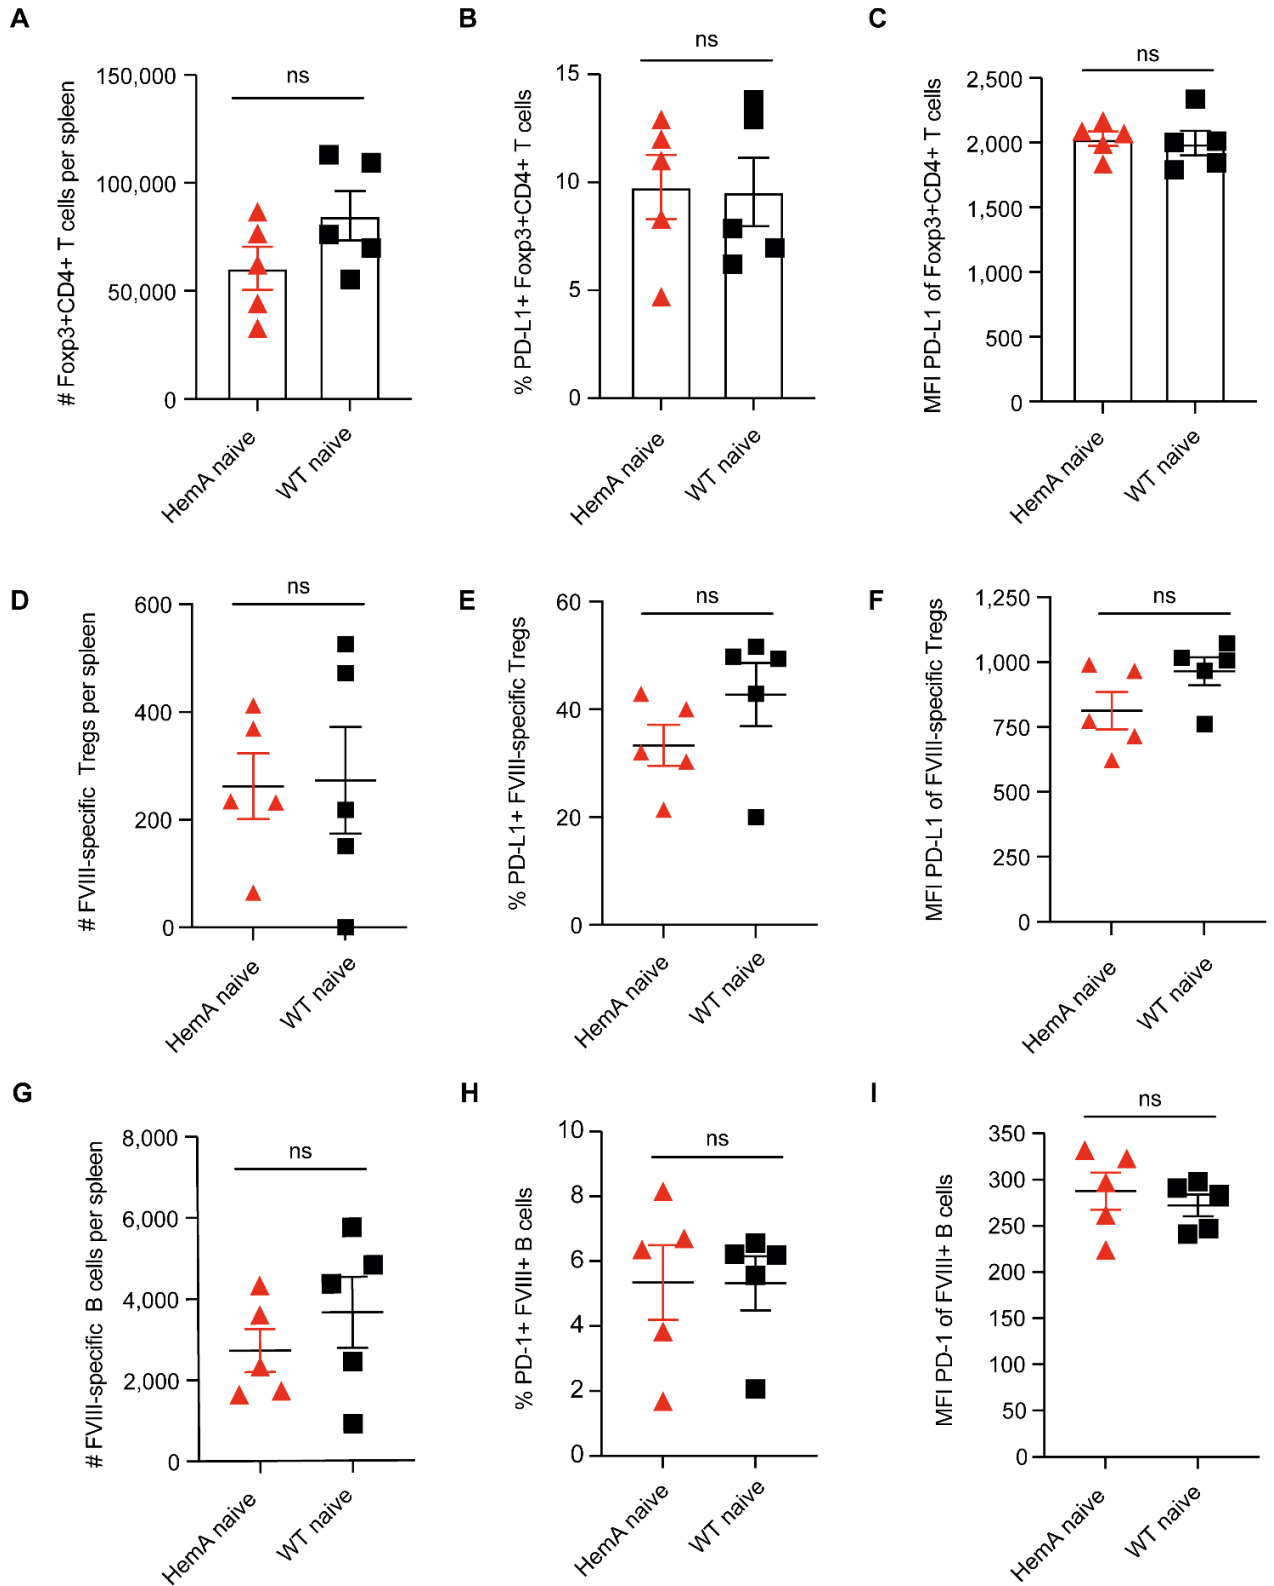 A
# Foxp3+CD4+ T cells per spleen
ns
150,000
100,000
50,000
0
HemA naive
WT naive
B
% PD-L1+ Foxp3+CD4+ T cells
ns
15
10
5
0
HemA naive
WT naive
C
MFI PD-L1 of Foxp3+CD4+ T cells
ns
2,500
2,000
1,500
1,000
500
0
HemA naive
WT naive
D
# FVIII-specific Tregs per spleen
ns
600
400
200
0
HemA naive
WT naive
E
% PD-L1+ FVIII-specific Tregs
ns
60
40
20
0
HemA naive
WT naive
F
MFI PD-L1 of FVIII-specific Tregs
ns
1,250
1,000
750
500
250
0
HemA naive
WT naive
G
# FVIII-specific B cells per spleen
ns
8,000
6,000
4,000
2,000
0
HemA naive
WT naive
H
% PD-1+ FVIII+ B cells
ns
10
8
6
4
2
0
HemA naive
WT naive
I
MFI PD-1 of FVIII+ B cells
ns
350
300
250
200
150
100
50
0
HemA naive
WT naive